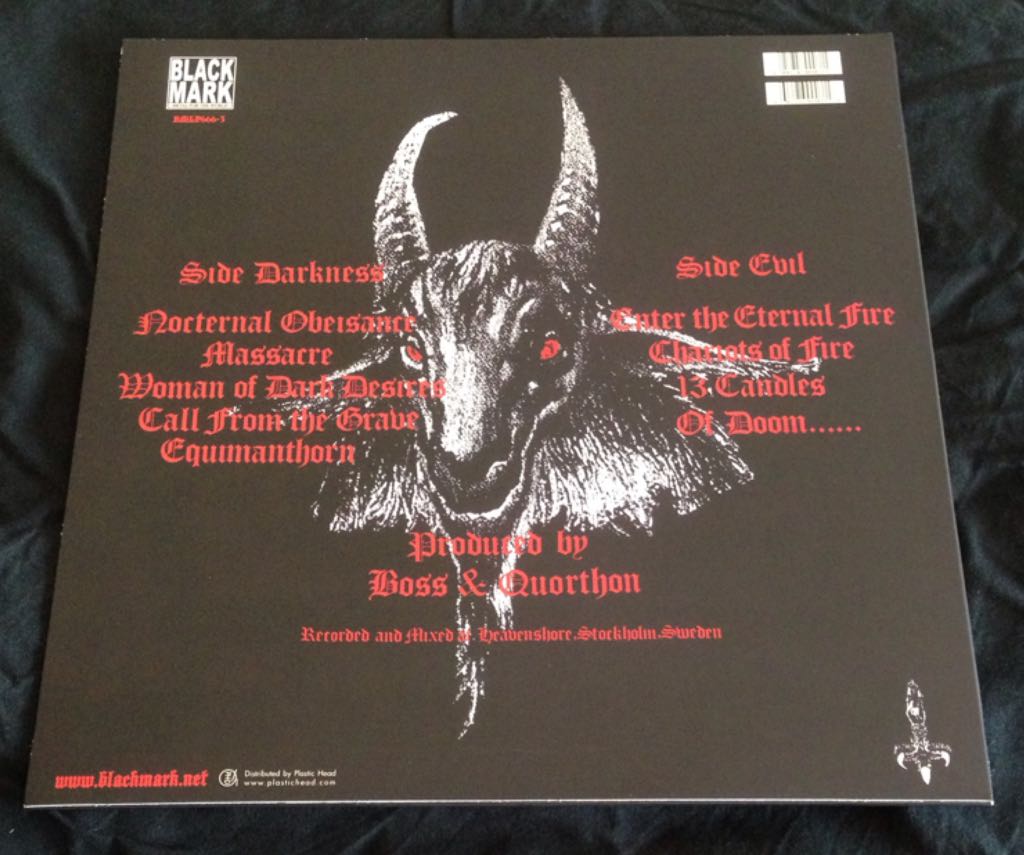 BLACK
MARK
BMLP666-3
Side Darkness
Nocternal Obeisance
Massacre
Woman of Dark Desires
Call From the Grave
Equimanthorn
Side Evil
Enter the Eternal Fire
Chariots of Fire
13.Candles
Of Doom......
Produced by
Boss & Quorthon
Recorded and Mixed at Heavenshore.Stockholm.Sweden
www.blackmark.net
Distributed by Plastic Head
www.plastichead.com